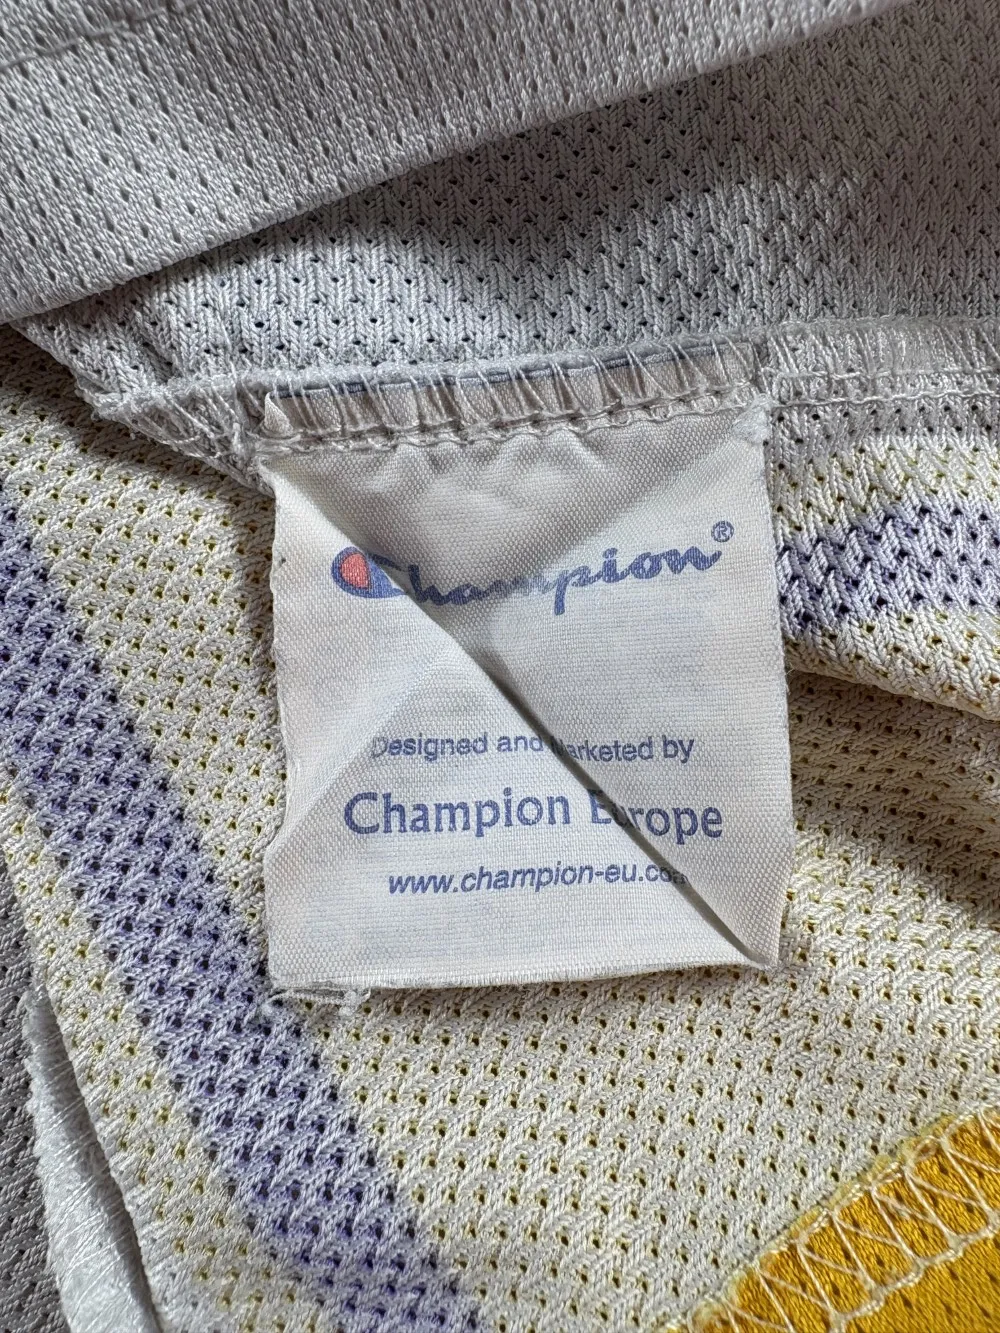 Champion®
Designed and Marketed by
Champion Europe
www.champion-eu.com